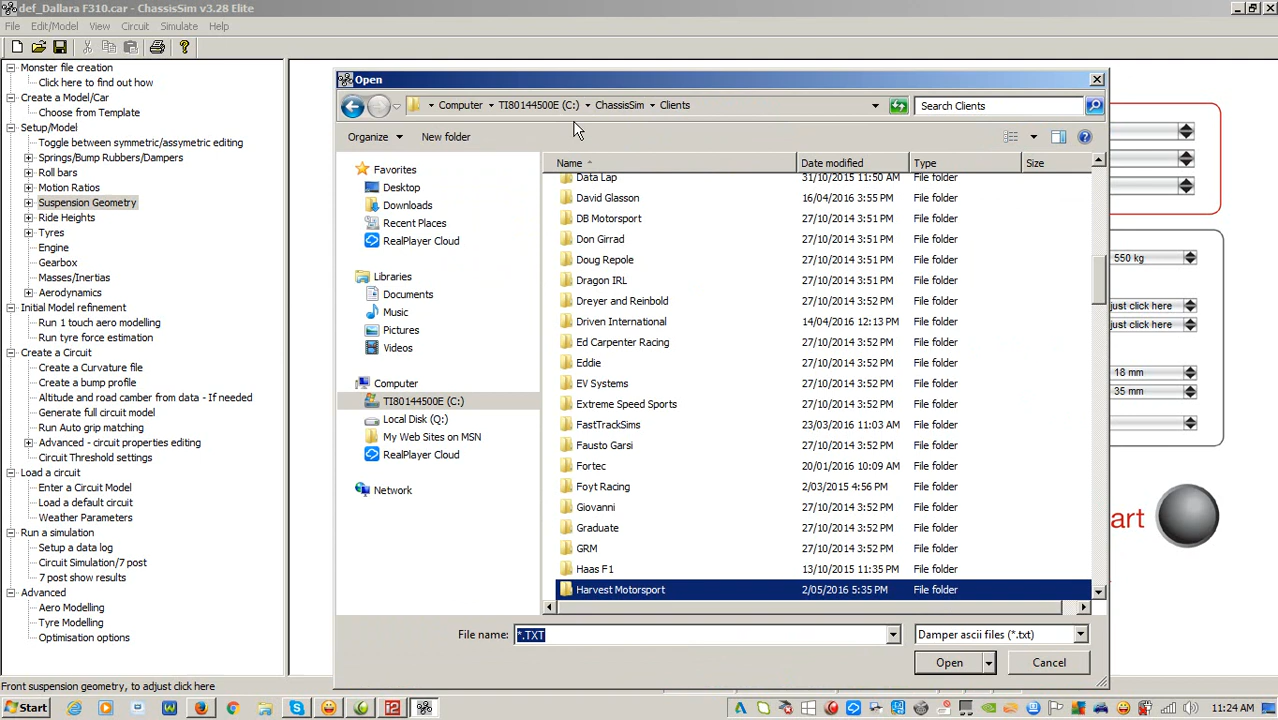 def_Dallara F310.car - ChassisSim v3.28 Elite
File Edit/Model View Circuit Simulate Help
Monster file creation
Click here to find out how
Create a Model/Car
Choose from Template
Setup/Model
Toggle between symmetric/assymetric editing
Springs/Bump Rubbers/Dampers
Roll bars
Motion Ratios
Suspension Geometry
Ride Heights
Tyres
Engine
Gearbox
Masses/Inertias
Aerodynamics
Initial Model refinement
Run 1 touch aero modelling
Run tyre force estimation
Create a Circuit
Create a Curvature file
Create a bump profile
Altitude and road camber from data - If needed
Generate full circuit model
Run Auto grip matching
Advanced - circuit properties editing
Circuit Threshold settings
Load a circuit
Enter a Circuit Model
Load a default circuit
Weather Parameters
Run a simulation
Setup a data log
Circuit Simulation/7 post
7 post show results
Advanced
Aero Modelling
Tyre Modelling
Optimisation options
Front suspension geometry, to adjust click here
Open
Computer TI80144500E (C:) ChassisSim Clients
Search Clients
Organize New folder
Favorites
Desktop
Downloads
Recent Places
RealPlayer Cloud
Libraries
Documents
Music
Pictures
Videos
Computer
TI80144500E (C:)
Local Disk (Q:)
My Web Sites on MSN
RealPlayer Cloud
Network
Name Date modified Type Size
Data Lap 31/10/2015 11:50 AM File folder
David Glasson 16/04/2016 3:55 PM File folder
DB Motorsport 27/10/2014 3:51 PM File folder
Don Girrad 27/10/2014 3:51 PM File folder
Doug Repole 27/10/2014 3:51 PM File folder
Dragon IRL 27/10/2014 3:51 PM File folder
Dreyer and Reinbold 27/10/2014 3:52 PM File folder
Driven International 14/04/2016 12:13 PM File folder
Ed Carpenter Racing 27/10/2014 3:52 PM File folder
Eddie 27/10/2014 3:52 PM File folder
EV Systems 27/10/2014 3:52 PM File folder
Extreme Speed Sports 27/10/2014 3:52 PM File folder
FastTrackSims 23/03/2016 11:03 AM File folder
Fausto Garsi 27/10/2014 3:52 PM File folder
Fortec 20/01/2016 10:09 AM File folder
Foyt Racing 2/03/2015 4:56 PM File folder
Giovanni 27/10/2014 3:52 PM File folder
Graduate 27/10/2014 3:52 PM File folder
GRM 27/10/2014 3:52 PM File folder
Haas F1 13/10/2015 11:35 PM File folder
Harvest Motorsport 2/05/2016 5:35 PM File folder
File name: *.TXT Damper ascii files (*.txt)
Open Cancel
550 kg
just click here
just click here
18 mm
35 mm
art
Start 11:24 AM